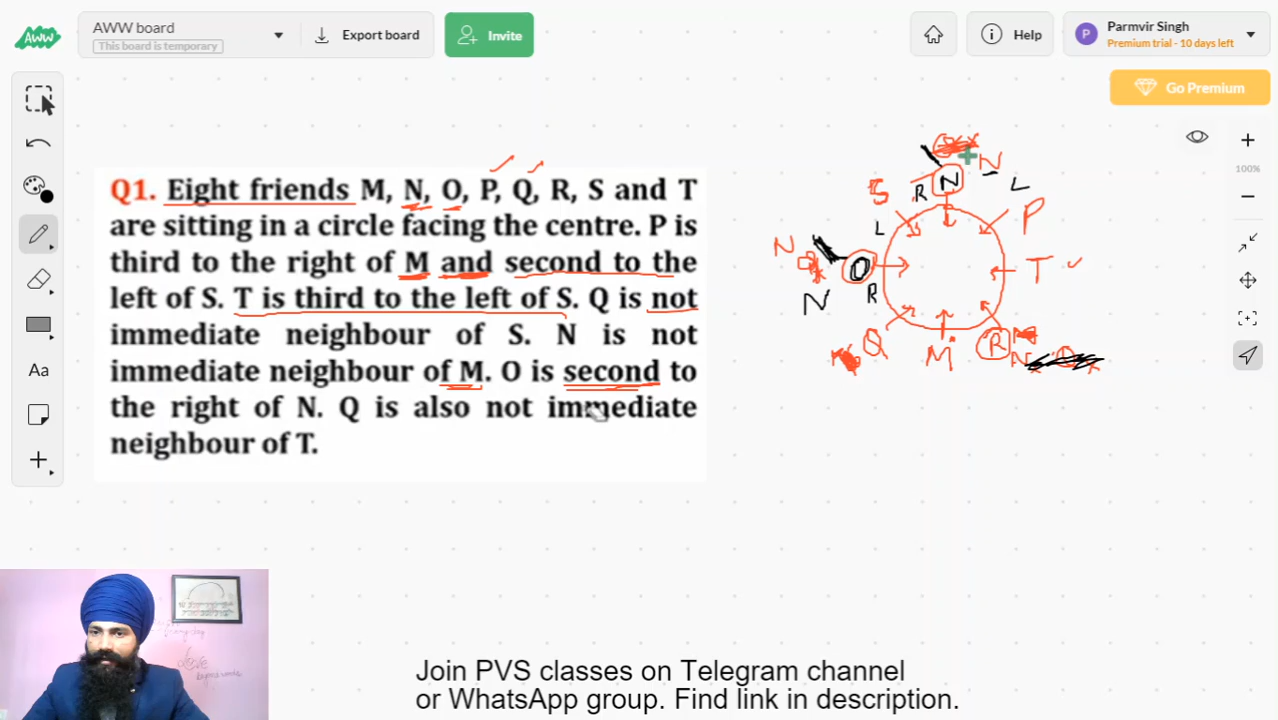 AWW
AWW board
This board is temporary
Export board
Invite
Help
P
Parmvir Singh
Premium trial - 10 days left
Go Premium
100%
Aa
Q1. Eight friends M, N, O, P, Q, R, S and T
are sitting in a circle facing the centre. P is
third to the right of M and second to the
left of S. T is third to the left of S. Q is not
immediate neighbour of S. N is not
immediate neighbour of M. O is second to
the right of N. Q is also not immediate
neighbour of T.
N
S R N L P
L
N O T
N R
Q M R N
Join PVS classes on Telegram channel
or WhatsApp group. Find link in description.